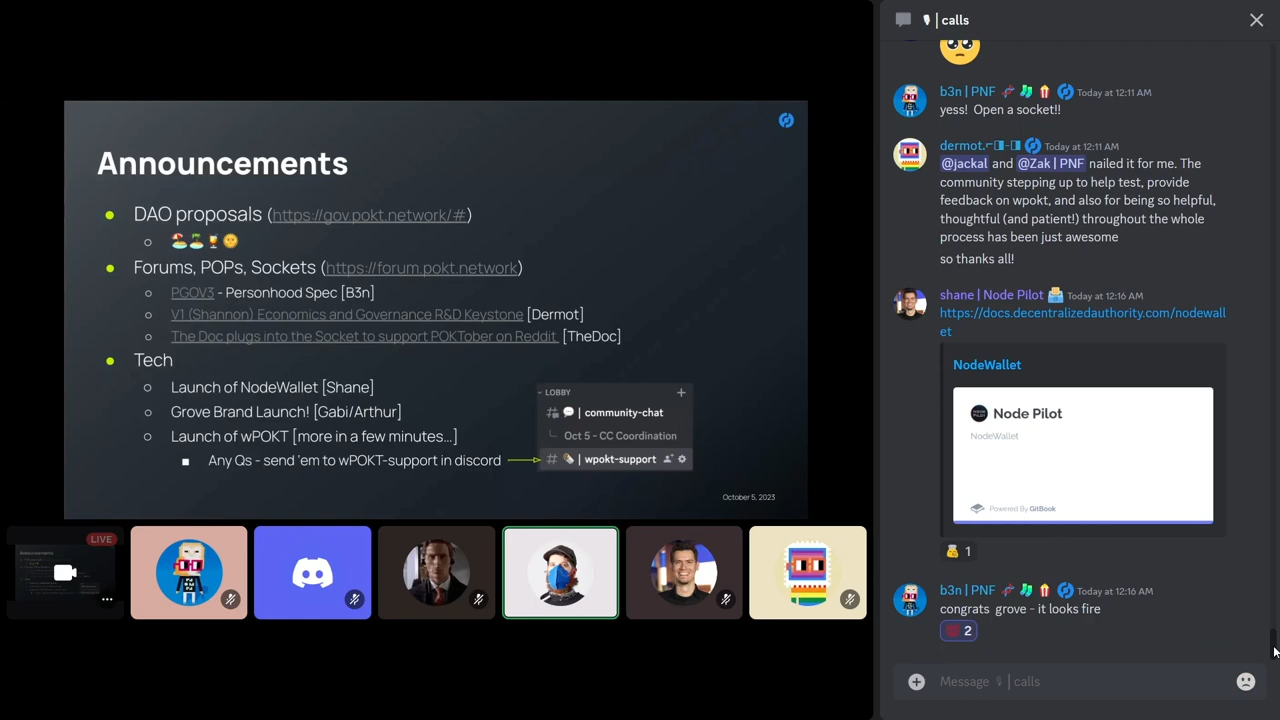 Announcements
DAO proposals (https://gov.pokt.network/#)
Forums, POPs, Sockets (https://forum.pokt.network)
PGOV3 - Personhood Spec [B3n]
V1 (Shannon) Economics and Governance R&D Keystone [Dermot]
The Doc plugs into the Socket to support POKTober on Reddit [TheDoc]
Tech
Launch of NodeWallet [Shane]
Grove Brand Launch! [Gabi/Arthur]
Launch of wPOKT [more in a few minutes...]
Any Qs - send 'em to wPOKT-support in discord
LOBBY
# | community-chat
Oct 5 - CC Coordination
# | wpokt-support
October 5, 2023
LIVE
Announcements
| calls
b3n | PNF Today at 12:11 AM
yess! Open a socket!!
dermot. Today at 12:11 AM
@jackal and @Zak | PNF nailed it for me. The
community stepping up to help test, provide
feedback on wpokt, and also for being so helpful,
thoughtful (and patient!) throughout the whole
process has been just awesome
so thanks all!
shane | Node Pilot Today at 12:16 AM
https://docs.decentralizedauthority.com/nodewall
et
NodeWallet
Node Pilot
NodeWallet
Powered By GitBook
1
b3n | PNF Today at 12:16 AM
congrats grove - it looks fire
2
Message | calls